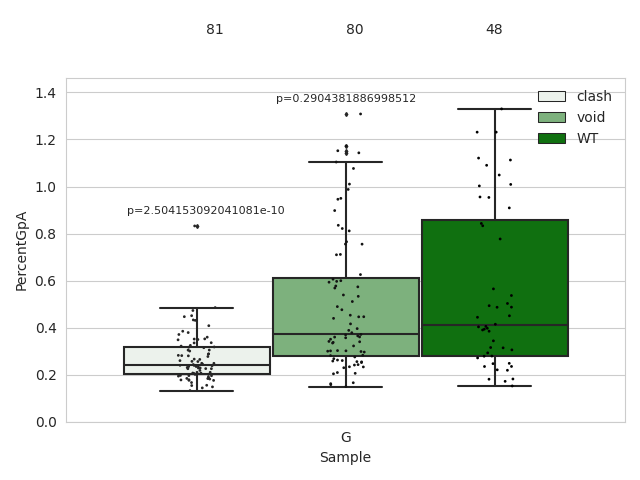 81 80 48
1.4
1.2
1.0
0.8
0.6
0.4
0.2
0.0
PercentGpA
p=2.504153092041081e-10
p=0.2904381886998512
clash
void
WT
G
Sample